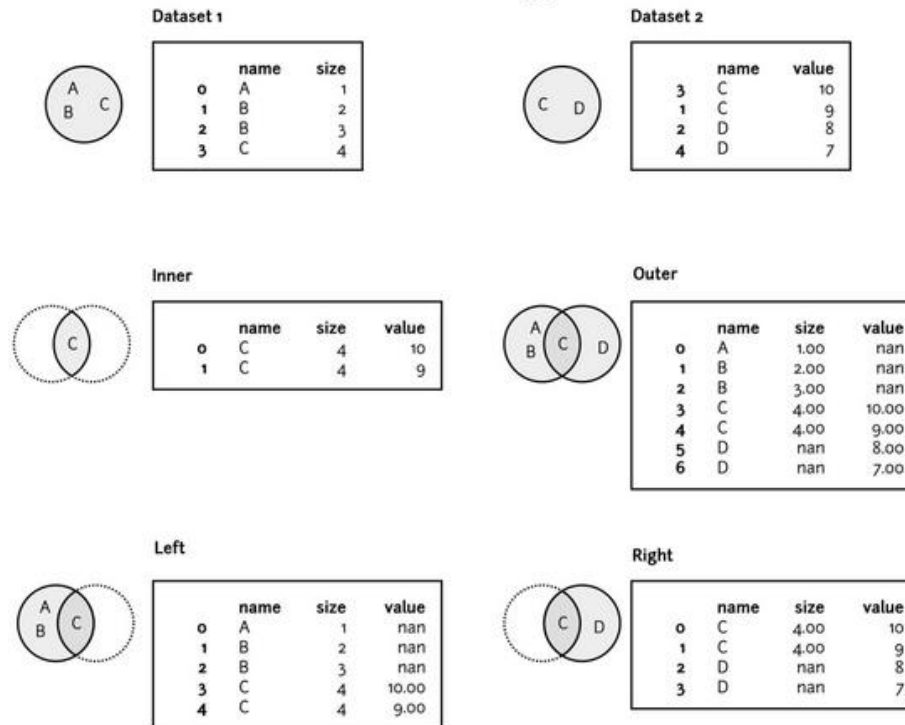 Dataset 1
name size
0 A 1
1 B 2
2 B 3
3 C 4
A
B C
Dataset 2
name value
3 C 10
1 C 9
2 D 8
4 D 7
C D
Inner
name size value
0 C 4 10
1 C 4 9
C
Outer
name size value
0 A 1.00 nan
1 B 2.00 nan
2 B 3.00 nan
3 C 4.00 10.00
4 C 4.00 9.00
5 D nan 8.00
6 D nan 7.00
A
B C D
Left
name size value
0 A 1 nan
1 B 2 nan
2 B 3 nan
3 C 4 10.00
4 C 4 9.00
A
B C
Right
name size value
0 C 4.00 10
1 C 4.00 9
2 D nan 8
3 D nan 7
C D